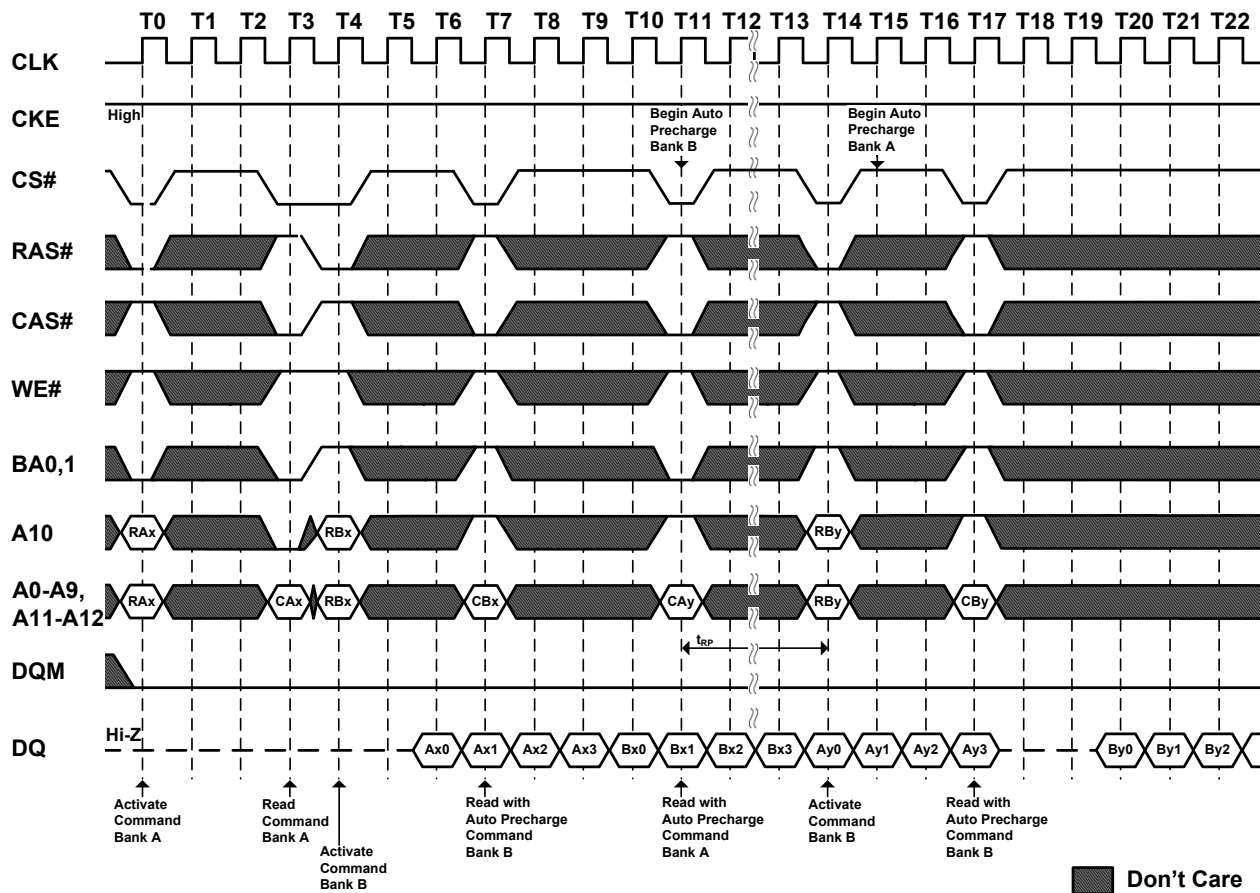 T0 T1 T2 T3 T4 T5 T6 T7 T8 T9 T10 T11 T12 T13 T14 T15 T16 T17 T18 T19 T20 T21 T22
CLK
CKE
High
Begin Auto
Precharge
Bank B
Begin Auto
Precharge
Bank A
CS#
RAS#
CAS#
WE#
BA0,1
A10
RAx RBx RBy
A0-A9,
A11-A12
RAx CAx RBx CBx CAy RBy CBy
tRP
DQM
DQ
Hi-Z
Ax0 Ax1 Ax2 Ax3 Bx0 Bx1 Bx2 Bx3 Ay0 Ay1 Ay2 Ay3 By0 By1 By2
Activate
Command
Bank A
Read
Command
Bank A
Activate
Command
Bank B
Read with
Auto Precharge
Command
Bank B
Read with
Auto Precharge
Command
Bank A
Activate
Command
Bank B
Read with
Auto Precharge
Command
Bank B
Don't Care